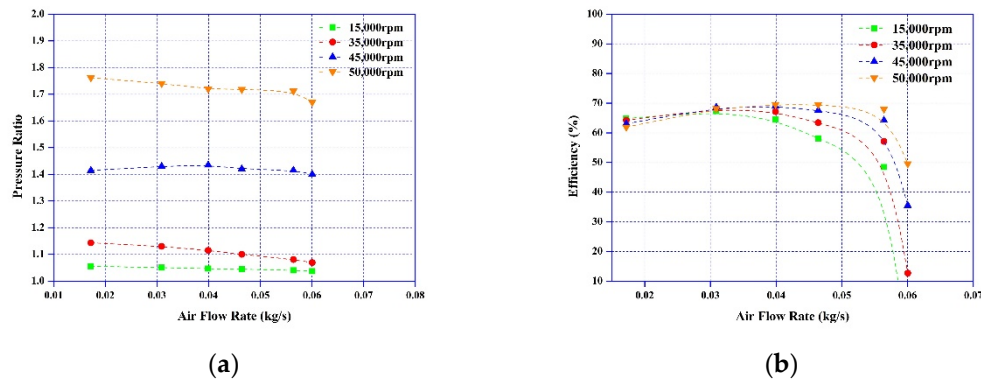 2.0
1.9
1.8
1.7
1.6
1.5
1.4
1.3
1.2
1.1
1.0
Pressure Ratio
15,000rpm
35,000rpm
45,000rpm
50,000rpm
0.01 0.02 0.03 0.04 0.05 0.06 0.07 0.08
Air Flow Rate (kg/s)
(a)
100
90
80
70
60
50
40
30
20
10
Efficiency (%)
15,000rpm
35,000rpm
45,000rpm
50,000rpm
0.02 0.03 0.04 0.05 0.06 0.07
Air Flow Rate (kg/s)
(b)